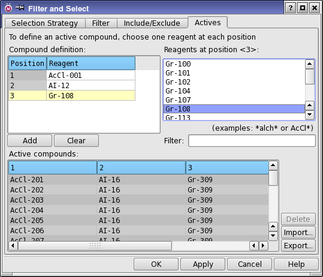 Filter and Select
Selection Strategy Filter Include/Exclude Actives
To define an active compound, choose one reagent at each position
Compound definition:
Position Reagent
1 AcCl-001
2 AI-12
3 Gr-108
Add Clear
Reagents at position <3>:
Gr-100
Gr-101
Gr-102
Gr-104
Gr-107
Gr-108
Gr-113
(examples: *alch* or AcCl*)
Filter:
Active compounds:
1 2 3
AcCl-201 AI-16 Gr-309
AcCl-202 AI-16 Gr-309
AcCl-203 AI-16 Gr-309
AcCl-204 AI-16 Gr-309
AcCl-205 AI-16 Gr-309
AcCl-206 AI-16 Gr-309
AcCl-207 AI-16 Gr-309
Delete
Import...
Export...
OK Apply Cancel Help